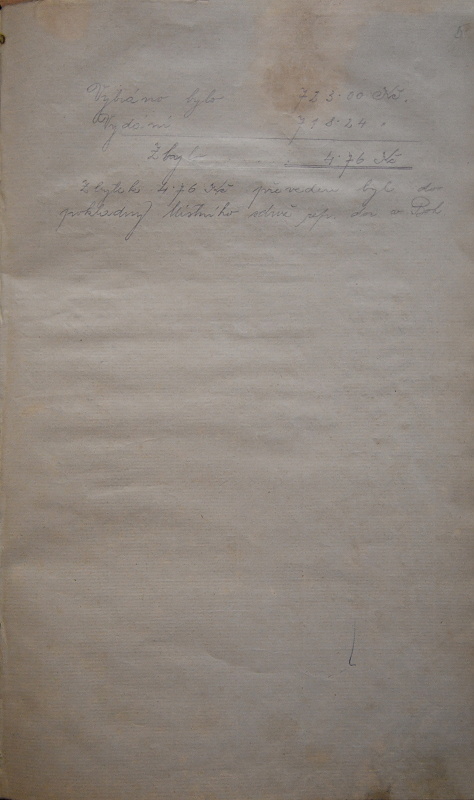 Vybráno bylo 723·00 Kč.
Vydání 718·24 "
Zbylo 4·76 Kč
Zbytek 4·76 Kč převeden byl do
pokladny Místního